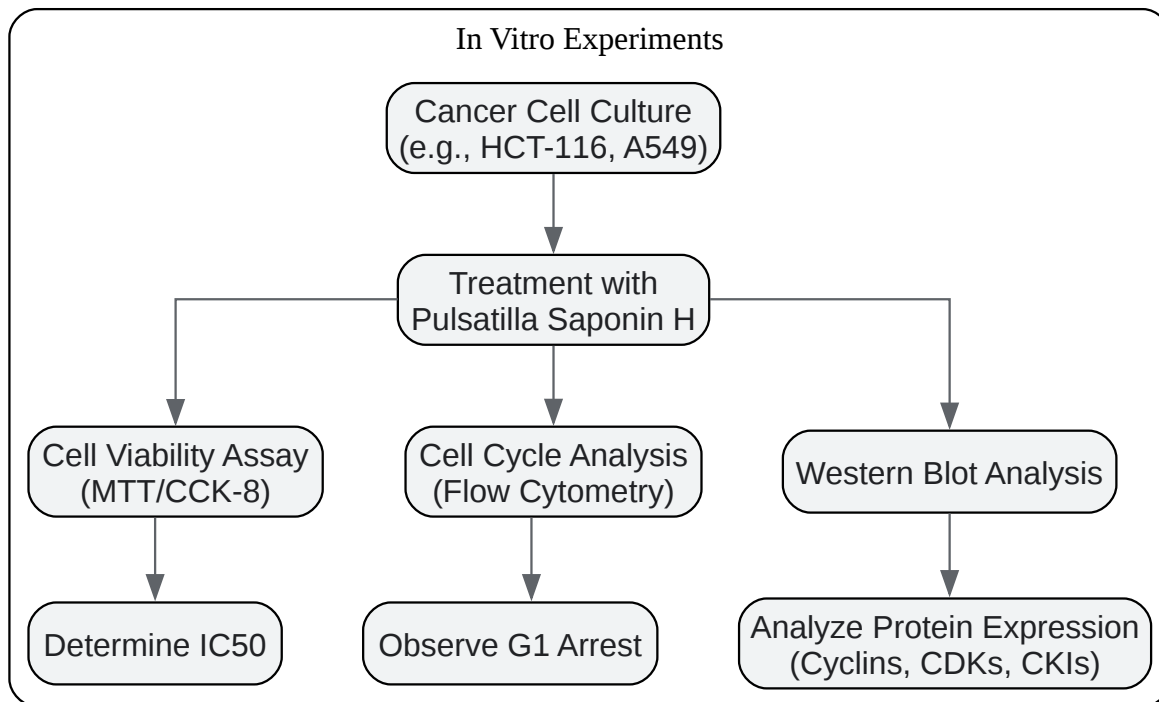 In Vitro Experiments
Cancer Cell Culture
(e.g., HCT-116, A549)
Treatment with
Pulsatilla Saponin H
Cell Viability Assay
(MTT/CCK-8)
Cell Cycle Analysis
(Flow Cytometry)
Western Blot Analysis
Determine IC50
Observe G1 Arrest
Analyze Protein Expression
(Cyclins, CDKs, CKIs)